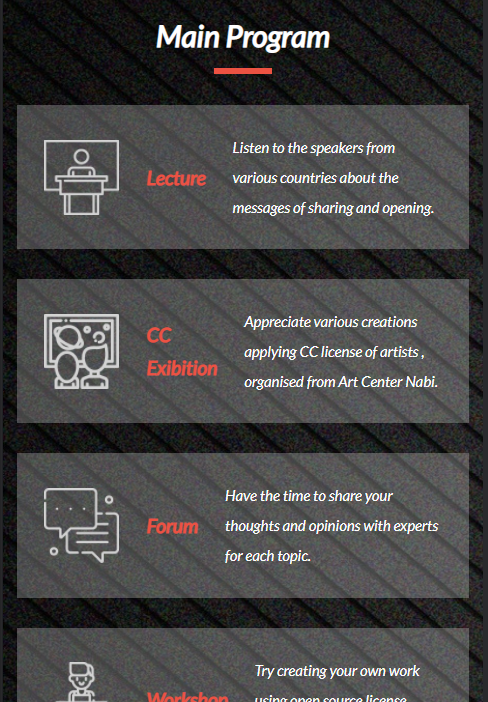 Main Program
Lecture
Listen to the speakers from
various countries about the
messages of sharing and opening.
CC
Exibition
Appreciate various creations
applying CC license of artists ,
organised from Art Center Nabi.
Forum
Have the time to share your
thoughts and opinions with experts
for each topic.
Workshop
Try creating your own work
using open source license